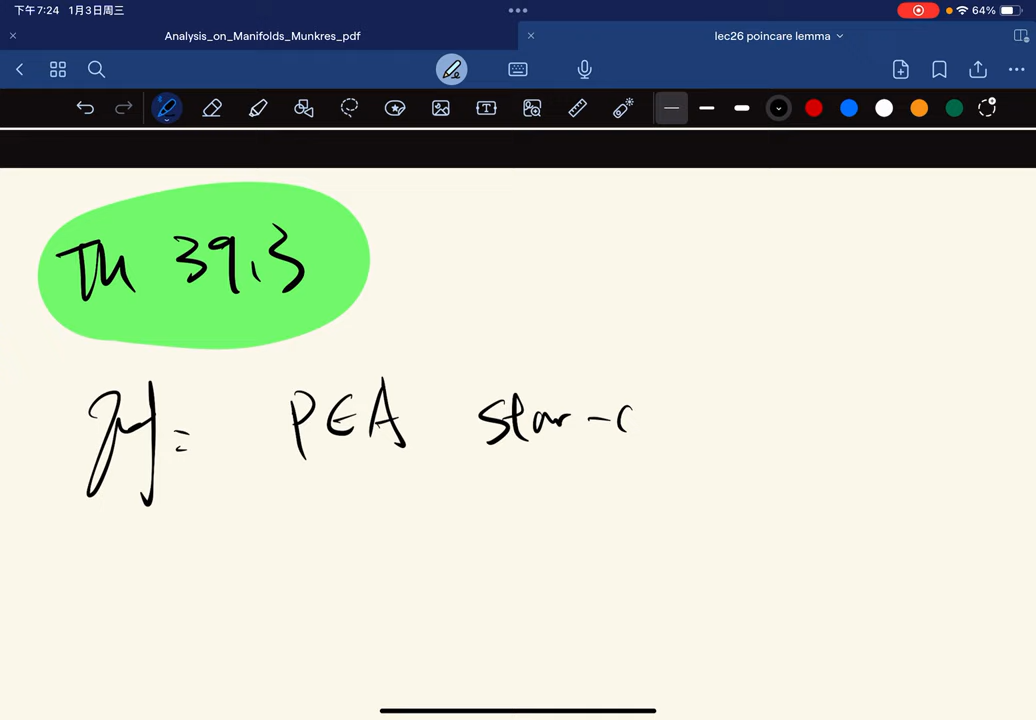 下午7:24 1月3日周三
64%
Analysis_on_Manifolds_Munkres_pdf
lec26 poincare lemma
Th 39.3
Pf: P∈A star-c